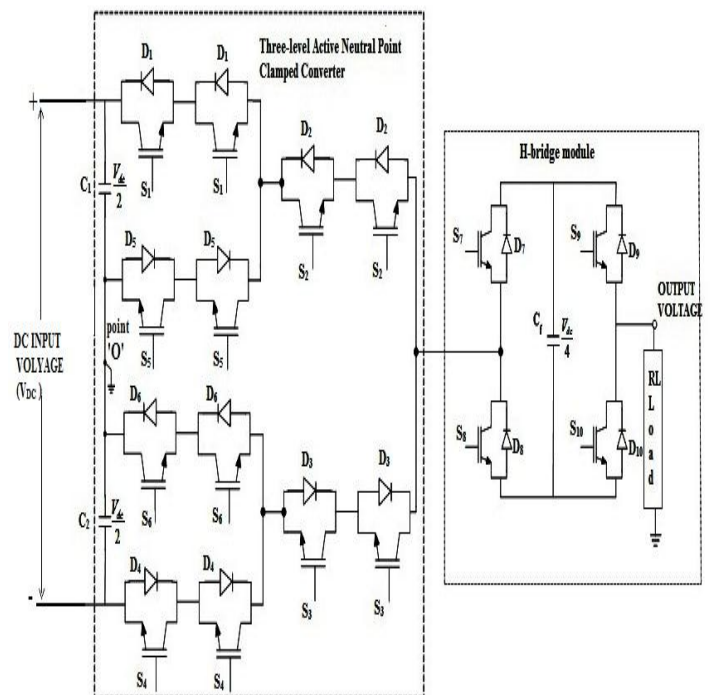 Three-level Active Neutral Point
Clamped Converter
D1
D1
D2
D2
H-bridge module
+
C1
Vdc
2
S1
S1
S2
S2
D5
D5
S7
D7
S9
D9
DC INPUT
VOLYAGE
(VDC)
point
'O'
S5
S5
Cf
Vdc
4
OUTPUT
VOLTAGE
RL
L
o
a
d
D6
D6
D3
D3
S8
D8
S10
D10
C2
Vdc
2
S6
S6
S3
S3
D4
D4
-
S4
S4